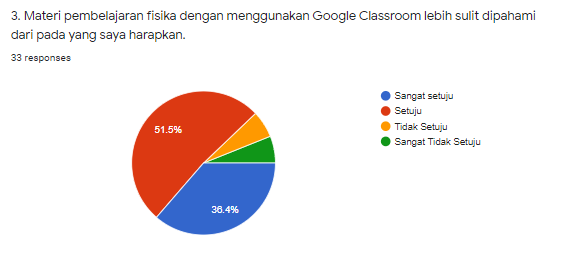 3. Materi pembelajaran fisika dengan menggunakan Google Classroom lebih sulit dipahami
dari pada yang saya harapkan.
33 responses
Sangat setuju
Setuju
Tidak Setuju
Sangat Tidak Setuju
51.5%
36.4%